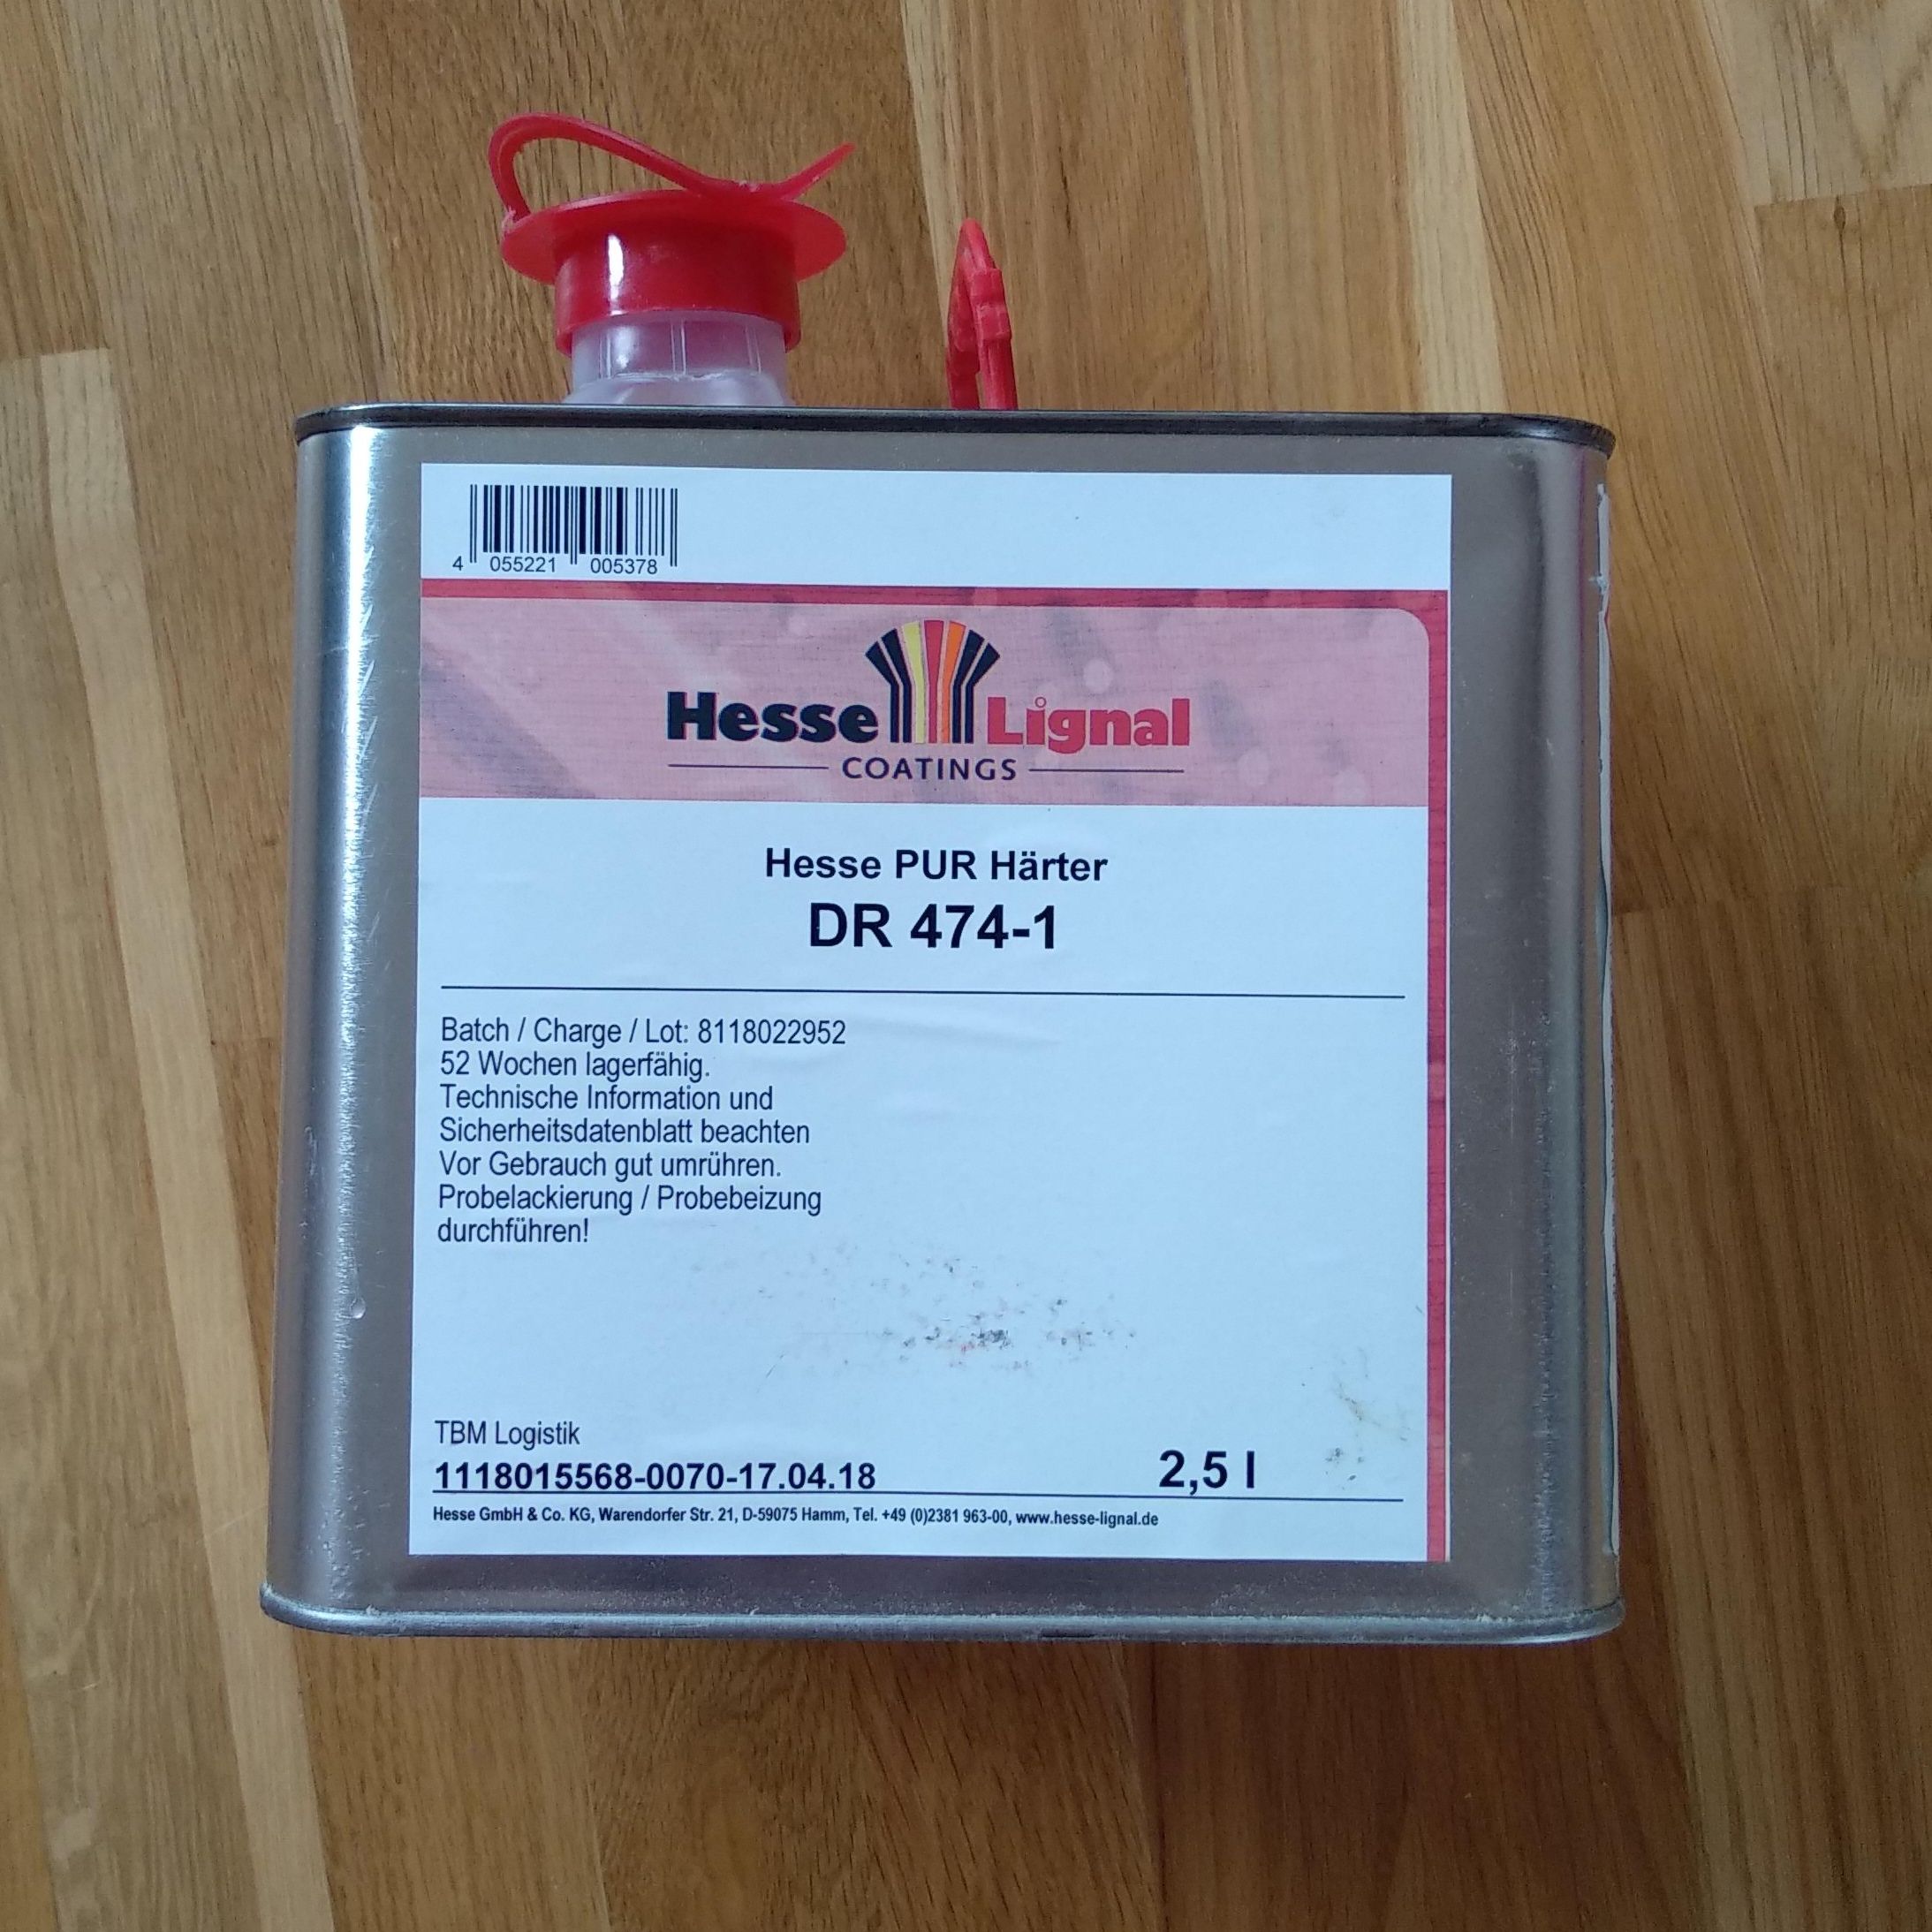 4 055221 005378
Hesse Lignal
COATINGS
Hesse PUR Härter
DR 474-1
Batch / Charge / Lot: 8118022952
52 Wochen lagerfähig.
Technische Information und
Sicherheitsdatenblatt beachten
Vor Gebrauch gut umrühren.
Probelackierung / Probebeizung
durchführen!
TBM Logistik
1118015568-0070-17.04.18 2,5 l
Hesse GmbH & Co. KG, Warendorfer Str. 21, D-59075 Hamm, Tel. +49 (0)2381 963-00, www.hesse-lignal.de